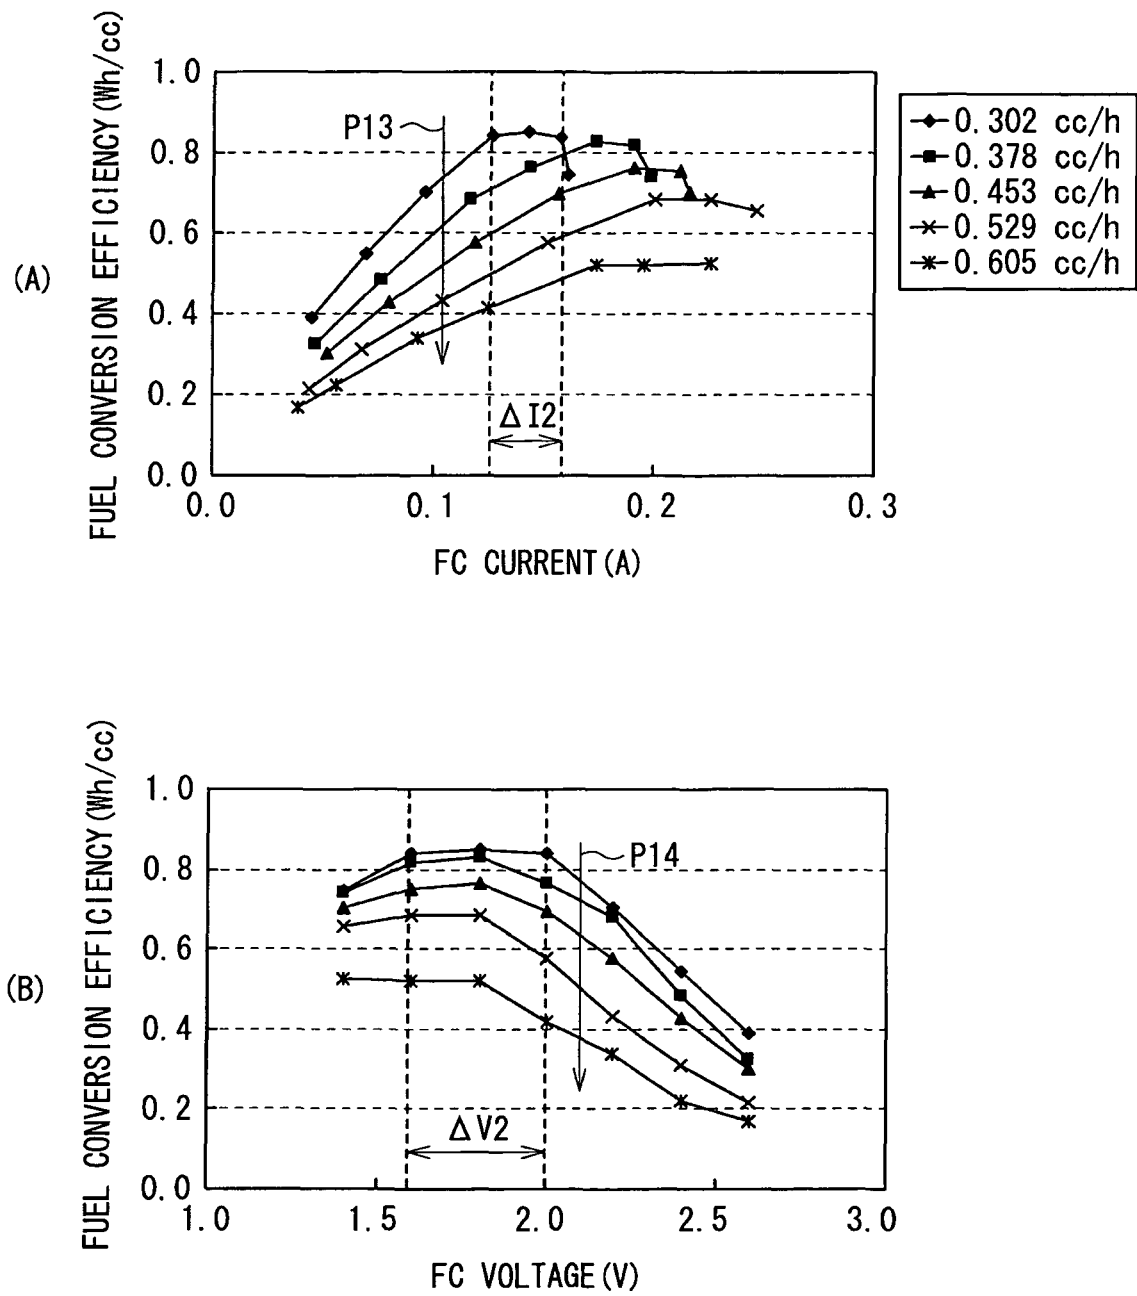 (A)
FUEL CONVERSION EFFICIENCY(Wh/cc)
1.0
0.8
0.6
0.4
0.2
0.0
0.0
0.1
0.2
0.3
FC CURRENT(A)
P13
ΔI2
0.302 cc/h
0.378 cc/h
0.453 cc/h
0.529 cc/h
0.605 cc/h
(B)
FUEL CONVERSION EFFICIENCY(Wh/cc)
1.0
0.8
0.6
0.4
0.2
0.0
1.0
1.5
2.0
2.5
3.0
FC VOLTAGE(V)
P14
ΔV2